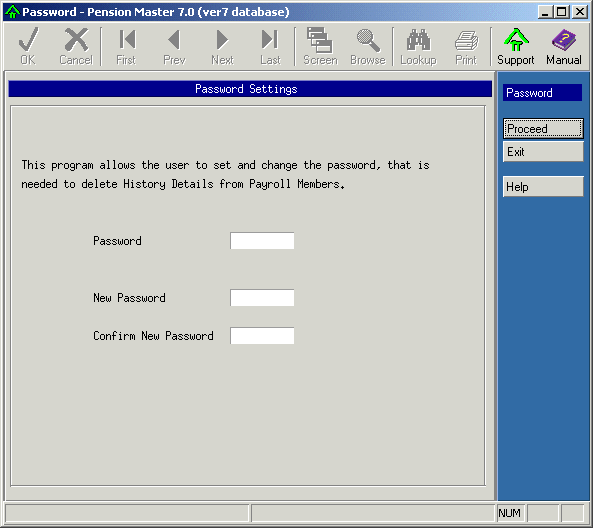 Password - Pension Master 7.0 (ver7 database)
OK Cancel First Prev Next Last Screen Browse Lookup Print Support Manual
Password Settings
This program allows the user to set and change the password, that is
needed to delete History Details from Payroll Members.
Password
New Password
Confirm New Password
Password
Proceed
Exit
Help
NUM